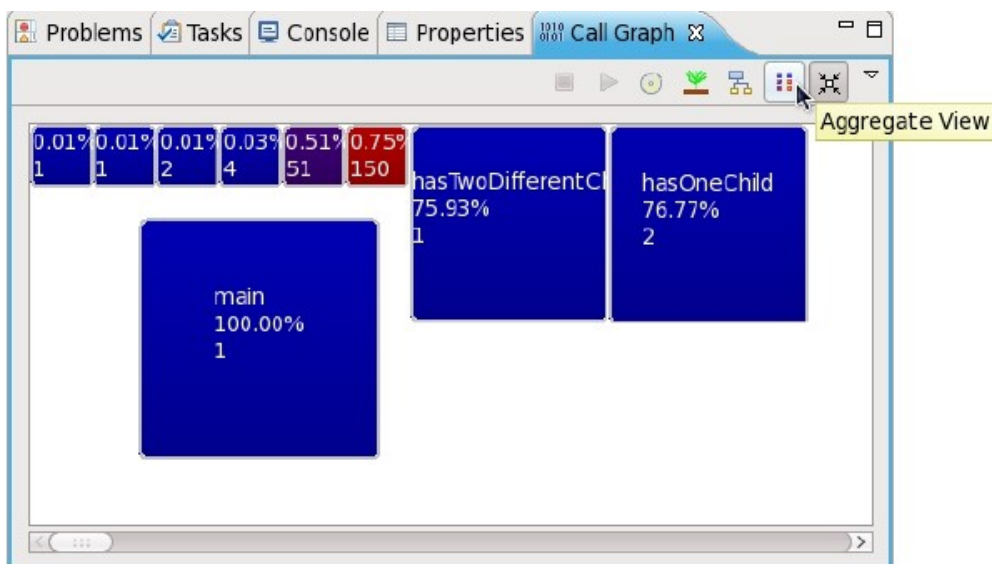 Problems Tasks Console Properties Call Graph
Aggregate View
0.01% 0.01% 0.01% 0.03% 0.51% 0.75%
1 1 2 4 51 150
hasTwoDifferentCl
75.93%
1
hasOneChild
76.77%
2
main
100.00%
1